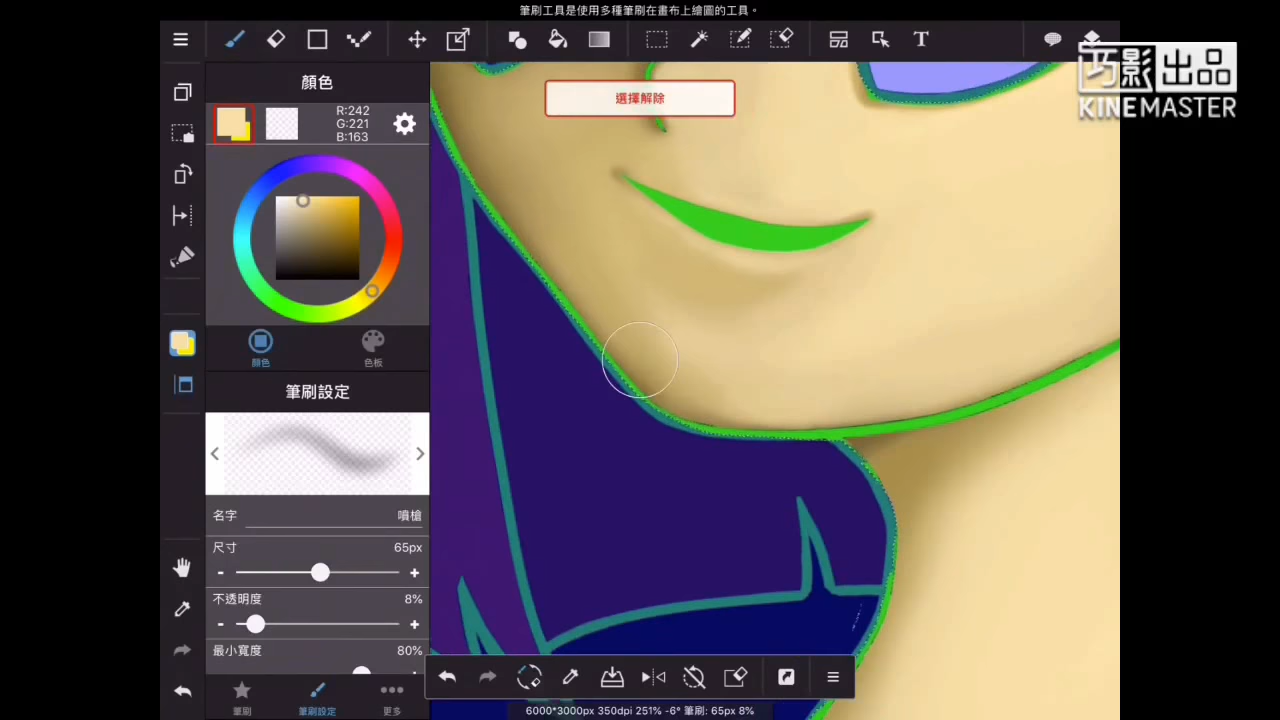 筆刷工具是使用多種筆刷在畫布上繪圖的工具。
T
巧影出品
KINEMASTER
顏色
選擇解除
R:242
G:221
B:163
顏色
色板
筆刷設定
名字 噴槍
尺寸 65px
- +
不透明度 8%
- +
最小寬度 80%
筆刷
筆刷設定
更多
6000*3000px 350dpi 251% -6° 筆刷: 65px 8%